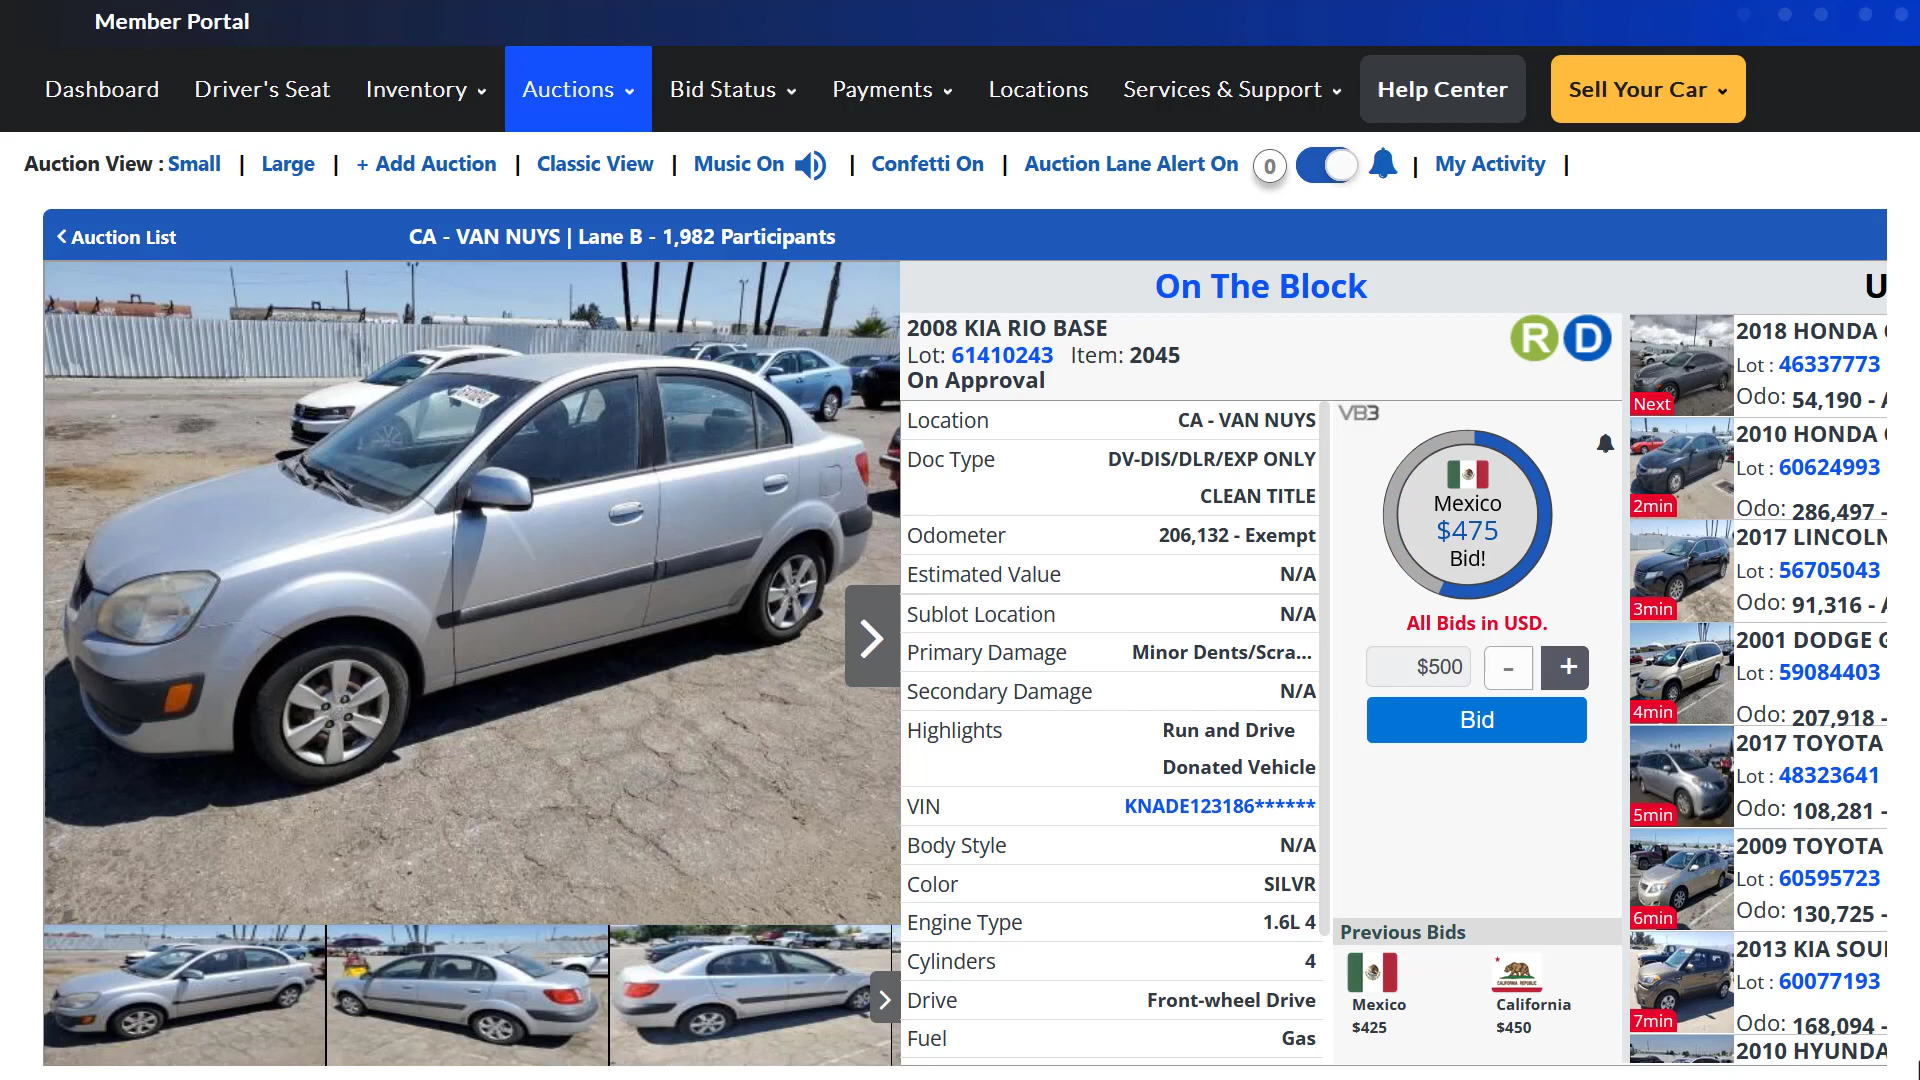 Member Portal
Dashboard Driver's Seat Inventory Auctions Bid Status Payments Locations Services & Support Help Center Sell Your Car
Auction View : Small | Large | + Add Auction | Classic View | Music On | Confetti On | Auction Lane Alert On 0 | My Activity |
Auction List
CA - VAN NUYS | Lane B - 1,982 Participants
On The Block
2008 KIA RIO BASE
Lot: 61410243 Item: 2045
On Approval
R D
Location CA - VAN NUYS
Doc Type DV-DIS/DLR/EXP ONLY
CLEAN TITLE
Odometer 206,132 - Exempt
Estimated Value N/A
Sublot Location N/A
Primary Damage Minor Dents/Scra...
Secondary Damage N/A
Highlights Run and Drive
Donated Vehicle
VIN KNADE123186******
Body Style N/A
Color SILVR
Engine Type 1.6L 4
Cylinders 4
Drive Front-wheel Drive
Fuel Gas
VB3
Mexico
$475
Bid!
All Bids in USD.
$500 - +
Bid
Previous Bids
Mexico
$425
California
$450
U
2018 HONDA
Lot : 46337773
Odo: 54,190 - A
Next
2010 HONDA
Lot : 60624993
Odo: 286,497 -
2min
2017 LINCOLN
Lot : 56705043
Odo: 91,316 - A
3min
2001 DODGE G
Lot : 59084403
Odo: 207,918 -
4min
2017 TOYOTA
Lot : 48323641
Odo: 108,281 -
5min
2009 TOYOTA
Lot : 60595723
Odo: 130,725 -
6min
2013 KIA SOUL
Lot : 60077193
Odo: 168,094 -
7min
2010 HYUNDA